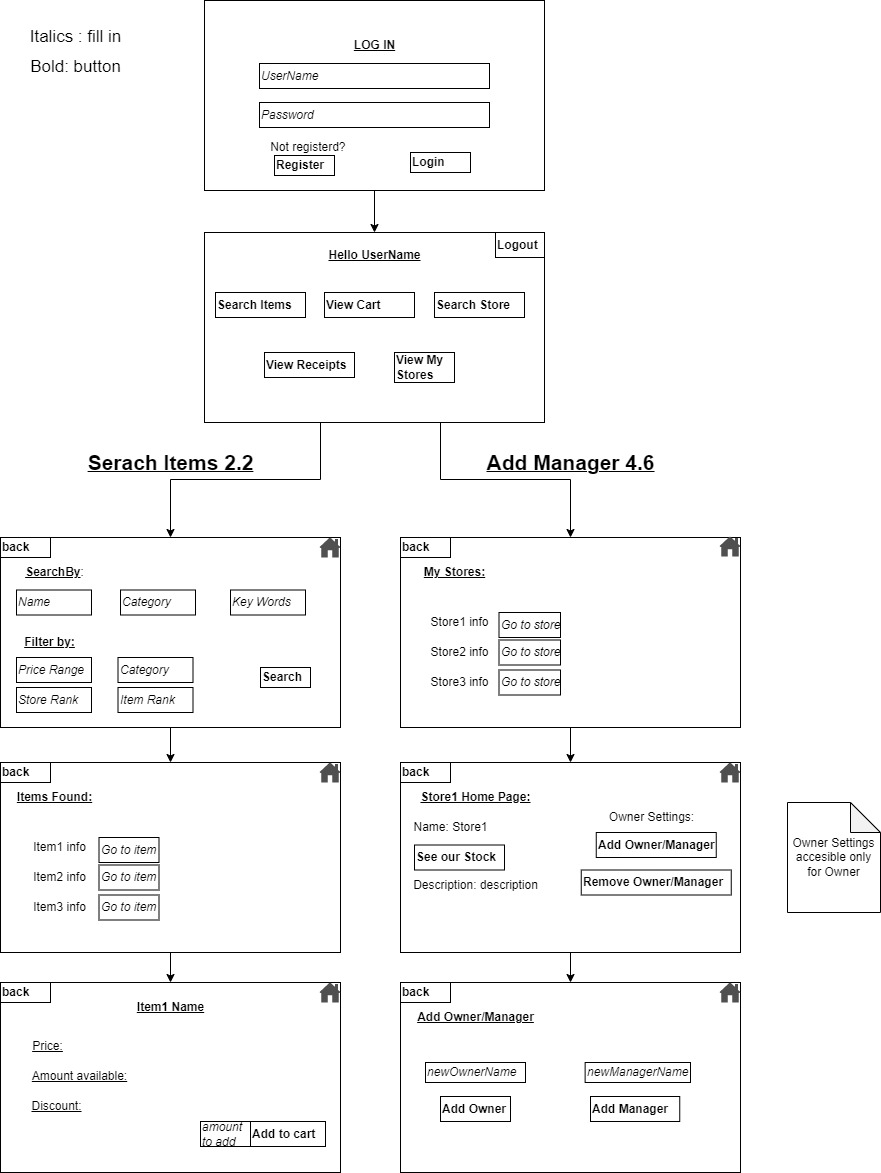 Italics : fill in
Bold: button
LOG IN
UserName
Password
Not registerd?
Register
Login
Logout
Hello UserName
Search Items
View Cart
Search Store
View Receipts
View My
Stores
Serach Items 2.2
Add Manager 4.6
back
SearchBy:
Name
Category
Key Words
Filter by:
Price Range
Category
Search
Store Rank
Item Rank
back
My Stores:
Store1 info
Go to store
Store2 info
Go to store
Store3 info
Go to store
back
Items Found:
Item1 info
Go to item
Item2 info
Go to item
Item3 info
Go to item
back
Store1 Home Page:
Name: Store1
See our Stock
Description: description
Owner Settings:
Add Owner/Manager
Remove Owner/Manager
Owner Settings
accesible only
for Owner
back
Item1 Name
Price:
Amount available:
Discount:
amount
to add
Add to cart
back
Add Owner/Manager
newOwnerName
newManagerName
Add Owner
Add Manager